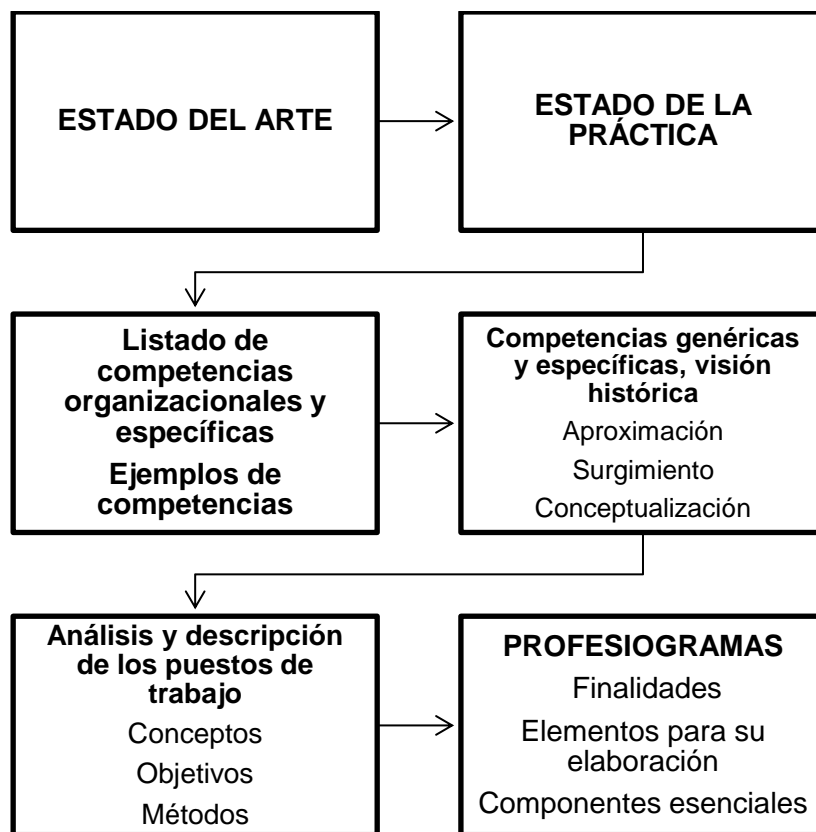 ESTADO DEL ARTE
ESTADO DE LA
PRÁCTICA
Listado de
competencias
organizacionales y
específicas
Ejemplos de
competencias
Competencias genéricas
y específicas, visión
histórica
Aproximación
Surgimiento
Conceptualización
Análisis y descripción
de los puestos de
trabajo
Conceptos
Objetivos
Métodos
PROFESIOGRAMAS
Finalidades
Elementos para su
elaboración
Componentes esenciales